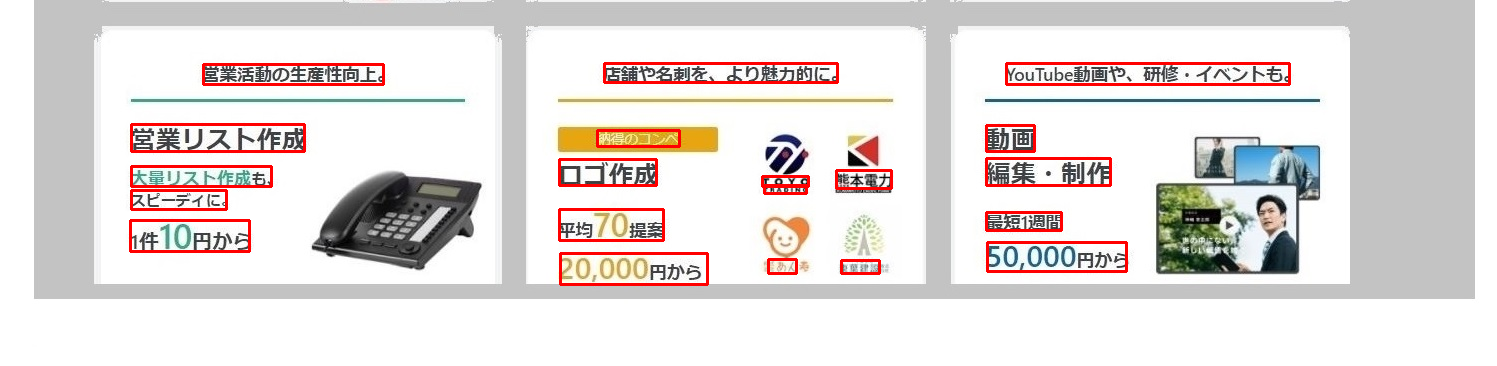 営業活動の生産性向上。
営業リスト作成
大量リスト作成も、
スピーディに。
1件10円から
店舗や名刺を、より魅力的に。
納得のコンペ
ロゴ作成
平均70提案
20,000円から
TOYO
TRADING
熊本電力
あん寿
YouTube動画や、研修・イベントも。
動画
編集・制作
最短1週間
50,000円から